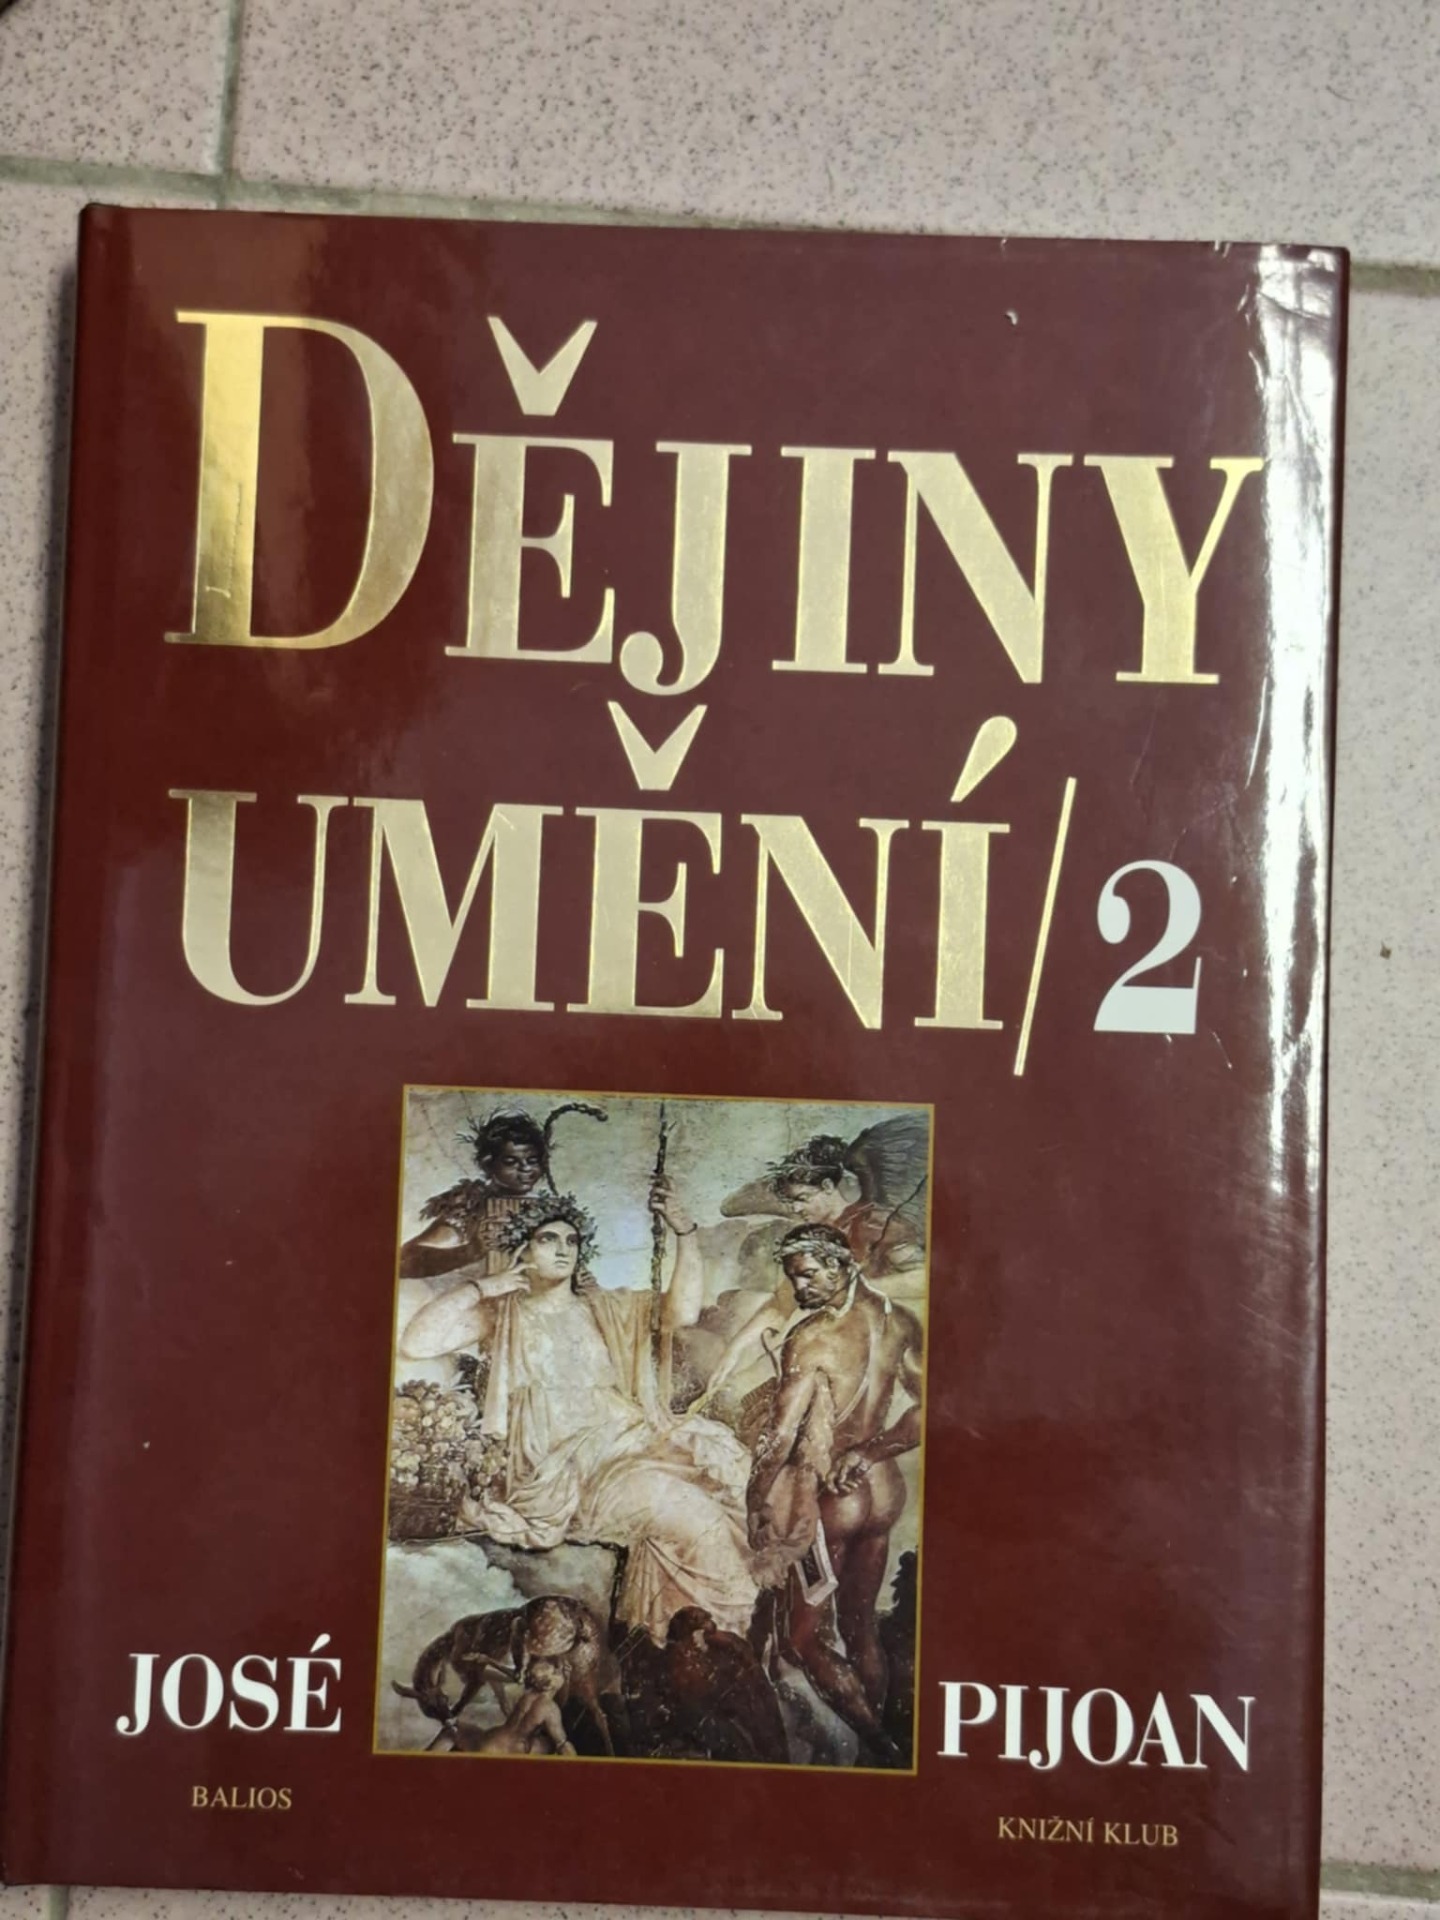 DĚJINY
UMĚNÍ/2
JOSÉ PIJOAN
BALIOS
KNIŽNÍ KLUB